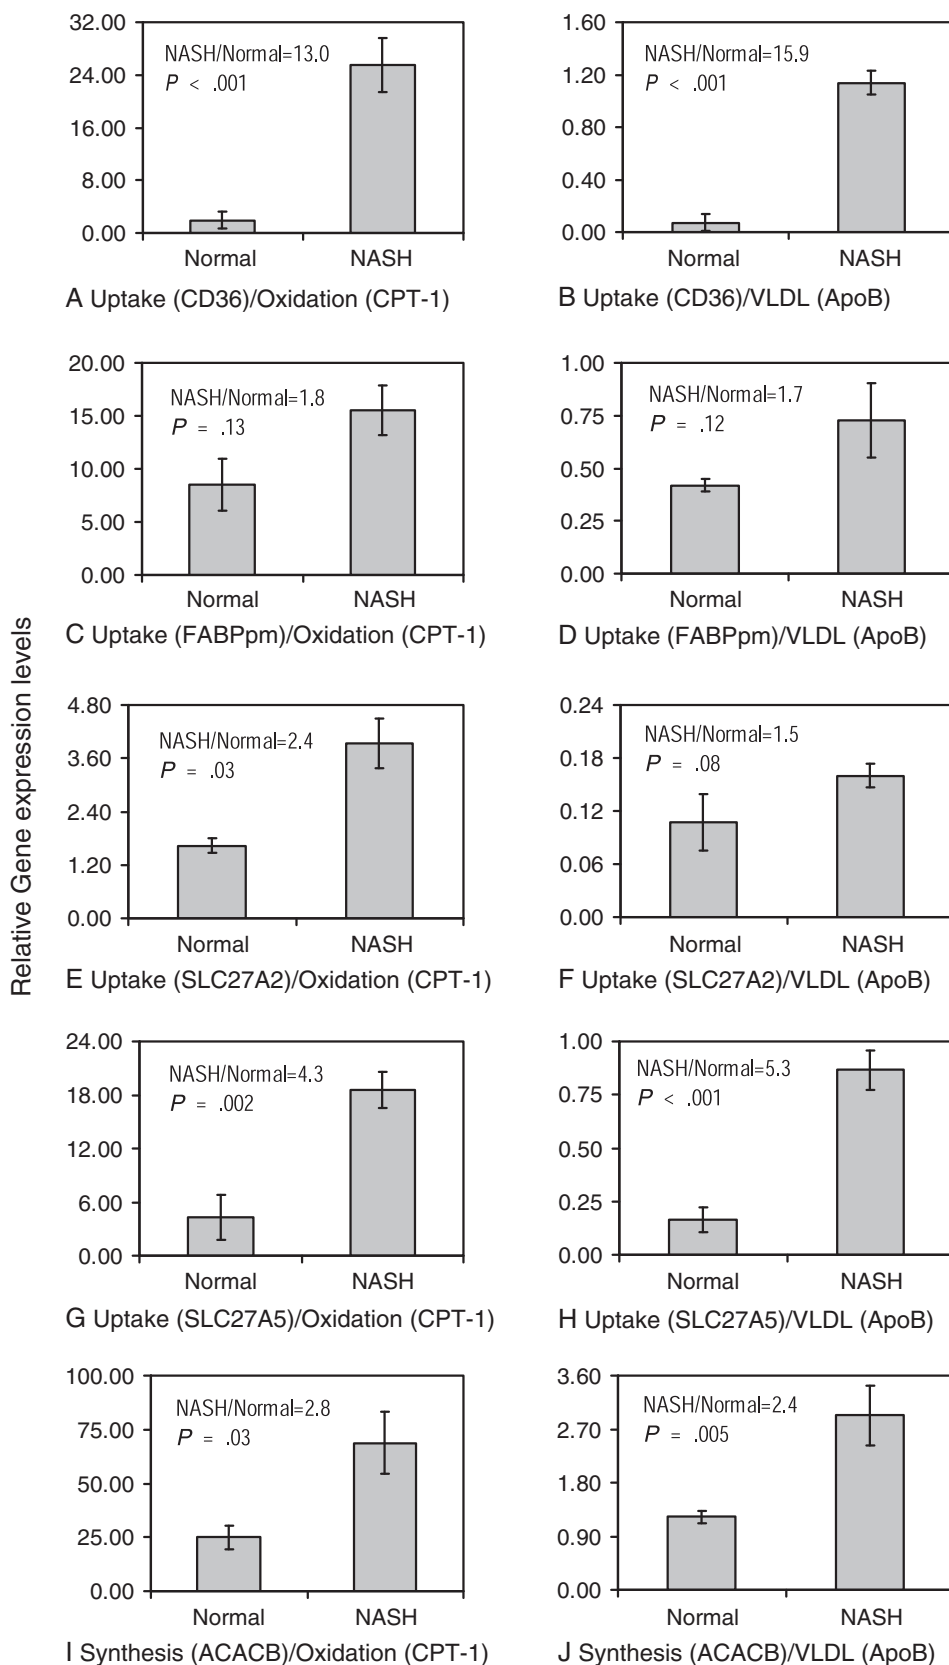 Relative Gene expression levels
32.00
24.00
16.00
8.00
0.00
NASH/Normal=13.0
P < .001
Normal NASH
A Uptake (CD36)/Oxidation (CPT-1)
1.60
1.20
0.80
0.40
0.00
NASH/Normal=15.9
P < .001
Normal NASH
B Uptake (CD36)/VLDL (ApoB)
20.00
15.00
10.00
5.00
0.00
NASH/Normal=1.8
P = .13
Normal NASH
C Uptake (FABPpm)/Oxidation (CPT-1)
1.00
0.75
0.50
0.25
0.00
NASH/Normal=1.7
P = .12
Normal NASH
D Uptake (FABPpm)/VLDL (ApoB)
4.80
3.60
2.40
1.20
0.00
NASH/Normal=2.4
P = .03
Normal NASH
E Uptake (SLC27A2)/Oxidation (CPT-1)
0.24
0.18
0.12
0.06
0.00
NASH/Normal=1.5
P = .08
Normal NASH
F Uptake (SLC27A2)/VLDL (ApoB)
24.00
18.00
12.00
6.00
0.00
NASH/Normal=4.3
P = .002
Normal NASH
G Uptake (SLC27A5)/Oxidation (CPT-1)
1.00
0.75
0.50
0.25
0.00
NASH/Normal=5.3
P < .001
Normal NASH
H Uptake (SLC27A5)/VLDL (ApoB)
100.00
75.00
50.00
25.00
0.00
NASH/Normal=2.8
P = .03
Normal NASH
I Synthesis (ACACB)/Oxidation (CPT-1)
3.60
2.70
1.80
0.90
0.00
NASH/Normal=2.4
P = .005
Normal NASH
J Synthesis (ACACB)/VLDL (ApoB)